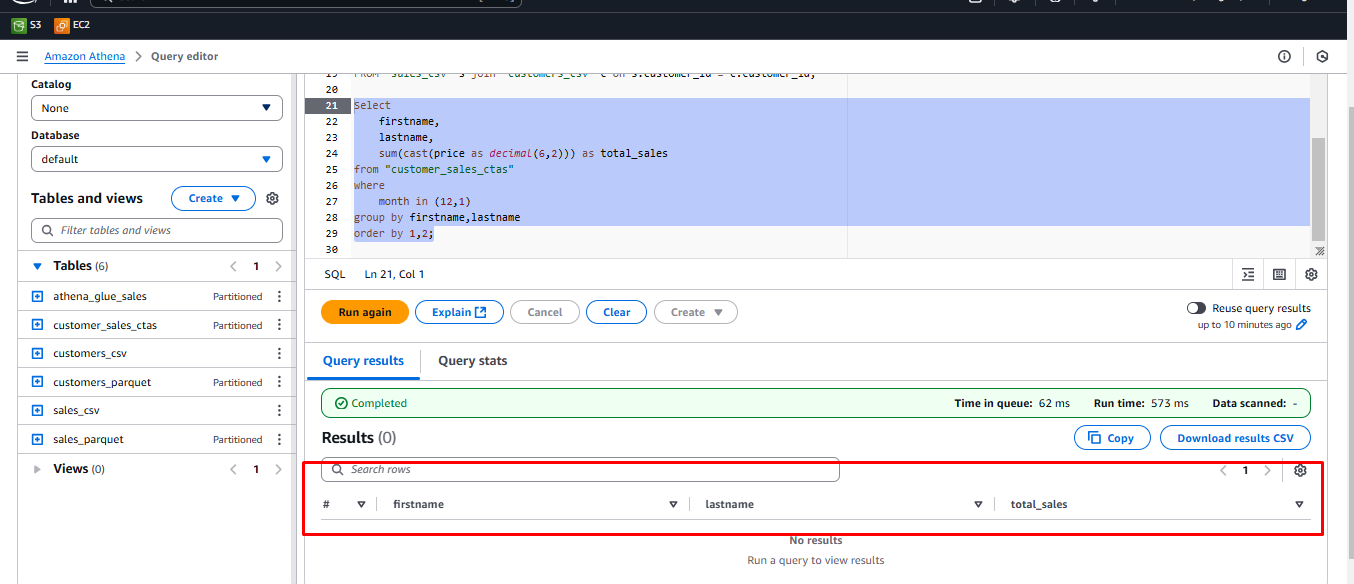 S3 EC2
Amazon Athena Query editor
Catalog
None
Database
default
Tables and views Create
Filter tables and views
Tables (6) 1
athena_glue_sales Partitioned
customer_sales_ctas Partitioned
customers_csv
customers_parquet Partitioned
sales_csv
sales_parquet Partitioned
Views (0) 1
20
21 Select
22 firstname,
23 lastname,
24 sum(cast(price as decimal(6,2))) as total_sales
25 from "customer_sales_ctas"
26 where
27 month in (12,1)
28 group by firstname,lastname
29 order by 1,2;
30
SQL Ln 21, Col 1
Run again Explain Cancel Clear Create
Reuse query results
up to 10 minutes ago
Query results Query stats
Completed Time in queue: 62 ms Run time: 573 ms Data scanned: -
Results (0) Copy Download results CSV
Search rows 1
# firstname lastname total_sales
No results
Run a query to view results